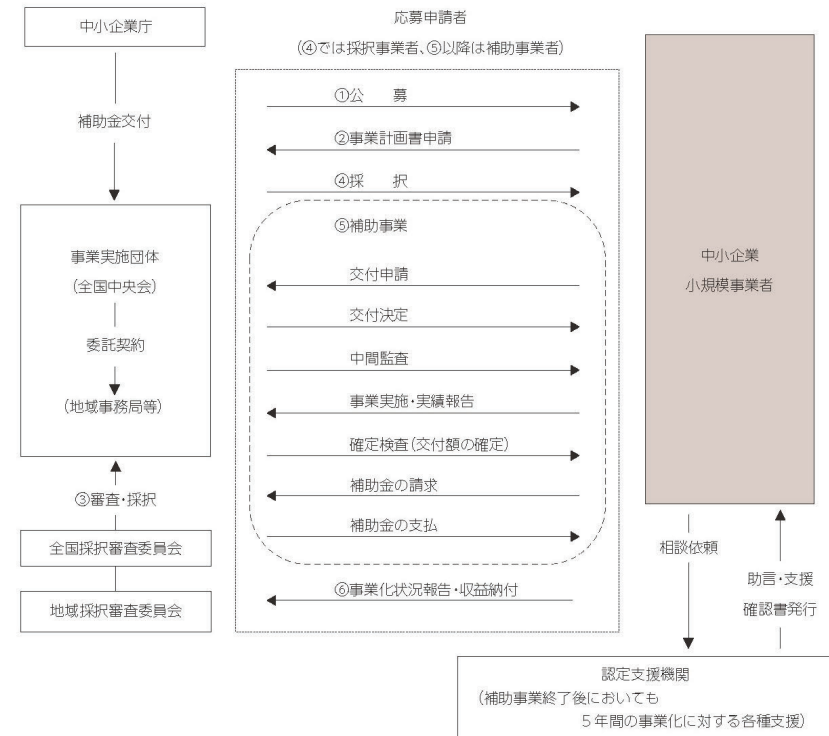 中小企業庁
補助金交付
事業実施団体
(全国中央会)
委託契約
(地域事務局等)
③審査・採択
全国採択審査委員会
地域採択審査委員会
応募申請者
(④では採択事業者、⑤以降は補助事業者)
①公　募
②事業計画書申請
④採　択
⑤補助事業
交付申請
交付決定
中間監査
事業実施・実績報告
確定検査(交付額の確定)
補助金の請求
補助金の支払
⑥事業化状況報告・収益納付
中小企業
小規模事業者
相談依頼
助言・支援
確認書発行
認定支援機関
(補助事業終了後においても
５年間の事業化に対する各種支援)